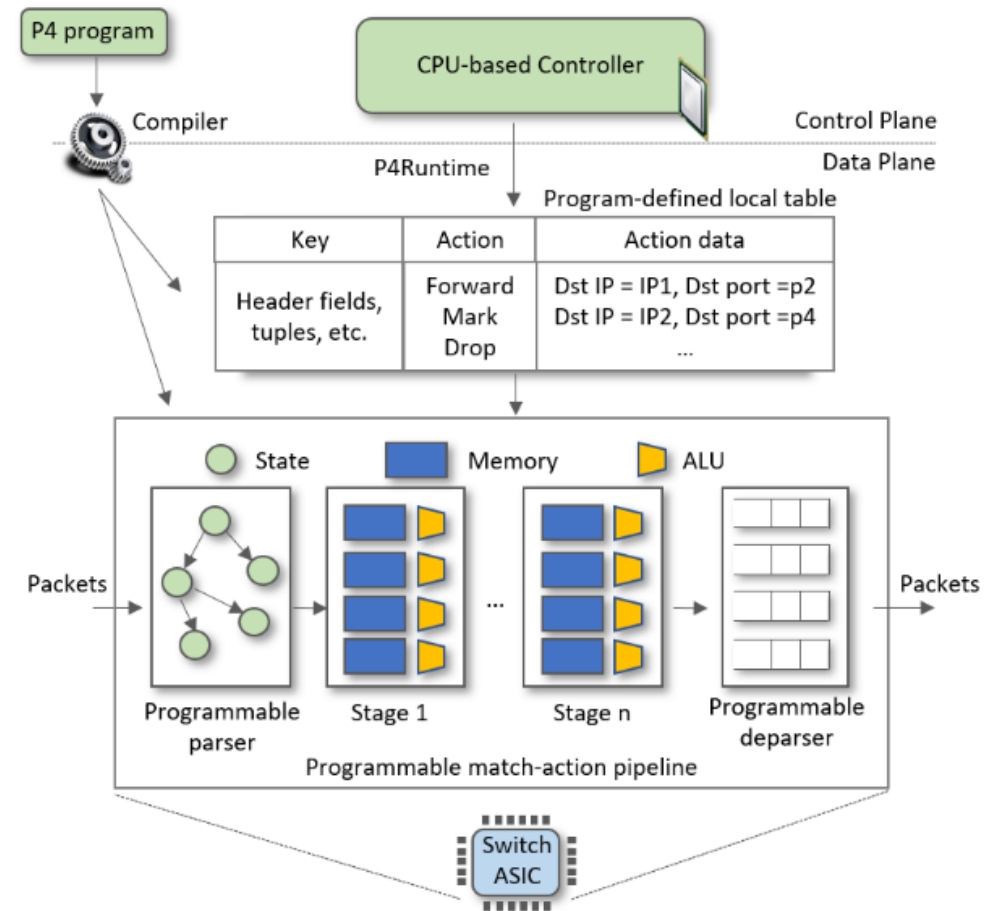 P4 program
CPU-based Controller
Compiler
Control Plane
P4Runtime
Data Plane
Program-defined local table
Key
Action
Action data
Header fields,
tuples, etc.
Forward
Mark
Drop
Dst IP = IP1, Dst port =p2
Dst IP = IP2, Dst port =p4
...
State
Memory
ALU
Packets
...
Packets
Programmable
parser
Stage 1
Stage n
Programmable
deparser
Programmable match-action pipeline
Switch
ASIC